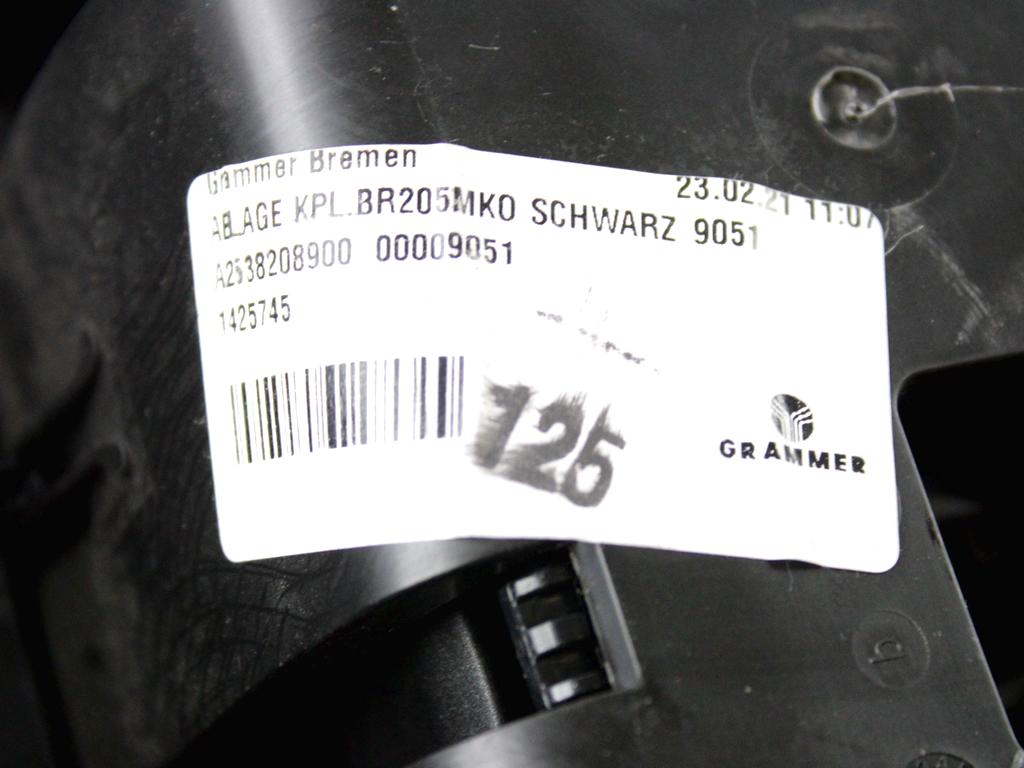 Grammer Bremen
23.02.21 11:07
ABLAGE KPL.BR205MKO SCHWARZ 9051
A2538208900 00009051
1425745
125
GRAMMER